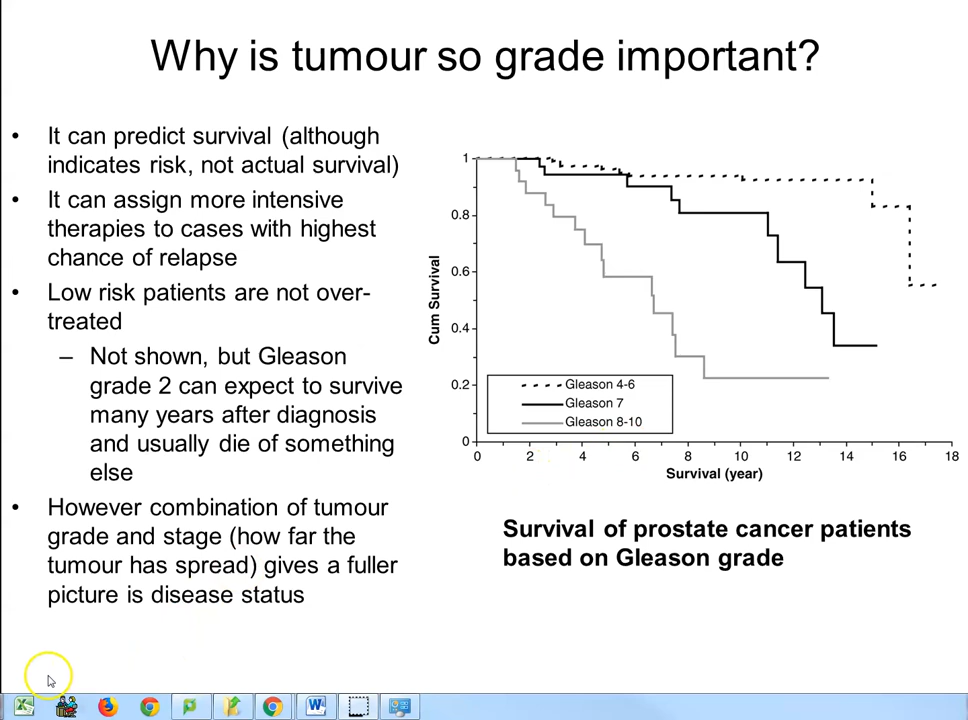 Why is tumour so grade important?
• It can predict survival (although
indicates risk, not actual survival)
• It can assign more intensive
therapies to cases with highest
chance of relapse
• Low risk patients are not over-
treated
– Not shown, but Gleason
grade 2 can expect to survive
many years after diagnosis
and usually die of something
else
• However combination of tumour
grade and stage (how far the
tumour has spread) gives a fuller
picture is disease status
Cum Survival
1
0.8
0.6
0.4
0.2
0
Gleason 4-6
Gleason 7
Gleason 8-10
0 2 4 6 8 10 12 14 16 18
Survival (year)
Survival of prostate cancer patients
based on Gleason grade